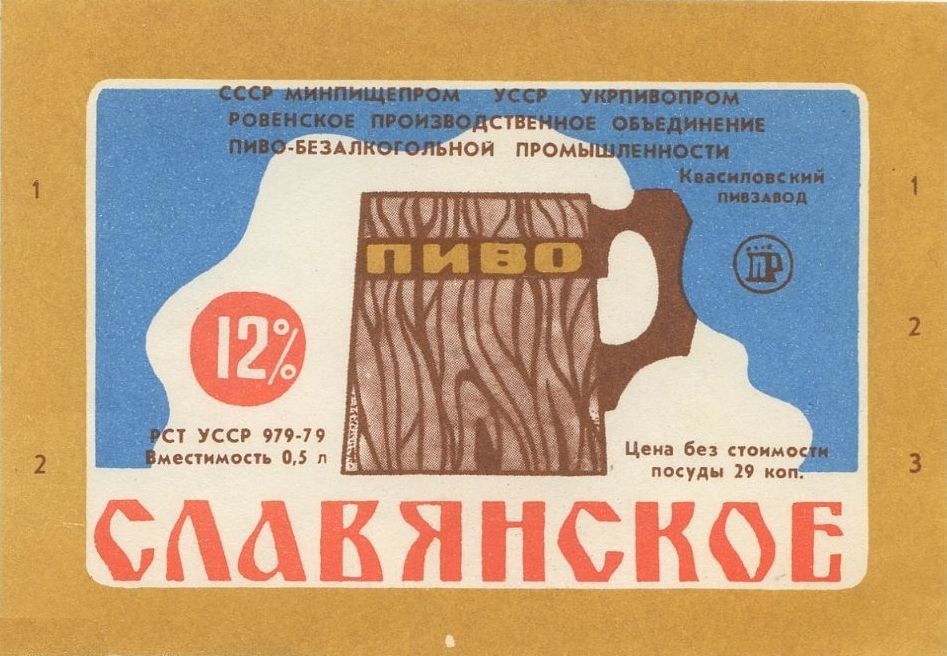 СССР МИНПИЩЕПРОМ УССР УКРПИВОПРОМ
РОВЕНСКОЕ ПРОИЗВОДСТВЕННОЕ ОБЪЕДИНЕНИЕ
ПИВО-БЕЗАЛКОГОЛЬНОЙ ПРОМЫШЛЕННОСТИ
Квасиловский
ПИВЗАВОД
1
1
ПИВО
12%
2
РСТ УССР 979-79
Вместимость 0,5 л
Цена без стоимости
посуды 29 коп.
2
3
СЛАВЯНСКОЕ